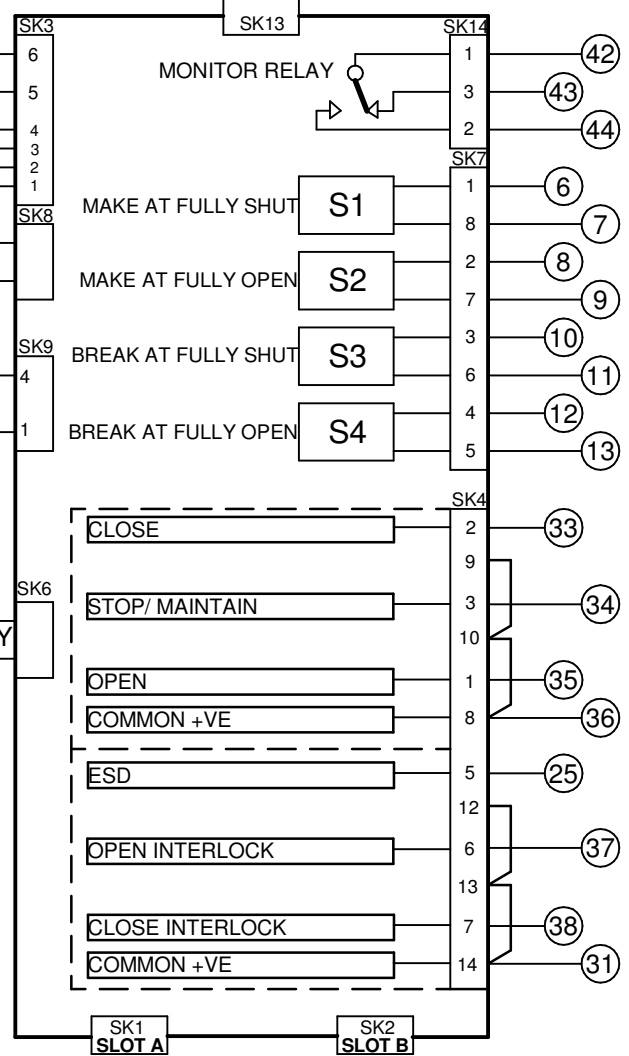 SK13
SK3
SK14
6
MONITOR RELAY
1
42
5
3
43
4
2
44
3
2
SK7
1
1
6
MAKE AT FULLY SHUT
S1
SK8
8
7
2
8
MAKE AT FULLY OPEN
S2
7
9
3
10
SK9
BREAK AT FULLY SHUT
S3
4
6
11
4
12
1
BREAK AT FULLY OPEN
S4
5
13
SK4
CLOSE
2
33
9
SK6
STOP/ MAINTAIN
3
34
Y
10
OPEN
1
35
COMMON +VE
8
36
ESD
5
25
12
OPEN INTERLOCK
6
37
13
CLOSE INTERLOCK
7
38
COMMON +VE
14
31
SK1
SLOT A
SK2
SLOT B